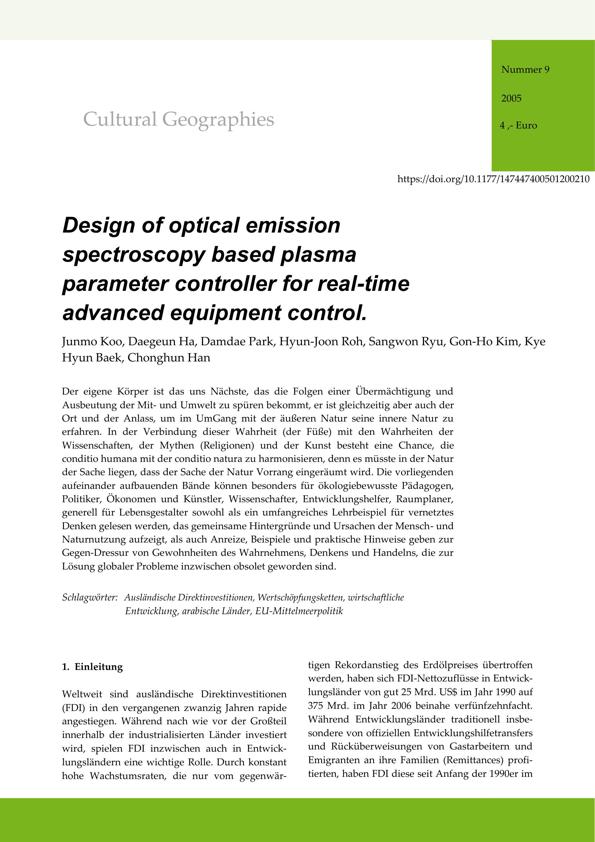 Nummer 9
2005
4 ,- Euro
Cultural Geographies
https://doi.org/10.1177/147447400501200210
Design of optical emission
spectroscopy based plasma
parameter controller for real-time
advanced equipment control.
Junmo Koo, Daegeun Ha, Damdae Park, Hyun-Joon Roh, Sangwon Ryu, Gon-Ho Kim, Kye
Hyun Baek, Chonghun Han
Der eigene Körper ist das uns Nächste, das die Folgen einer Übermächtigung und
Ausbeutung der Mit- und Umwelt zu spüren bekommt, er ist gleichzeitig aber auch der
Ort und der Anlass, um im UmGang mit der äußeren Natur seine innere Natur zu
erfahren. In der Verbindung dieser Wahrheit (der Füße) mit den Wahrheiten der
Wissenschaften, der Mythen (Religionen) und der Kunst besteht eine Chance, die
conditio humana mit der conditio natura zu harmonisieren, denn es müsste in der Natur
der Sache liegen, dass der Sache der Natur Vorrang eingeräumt wird. Die vorliegenden
aufeinander aufbauenden Bände können besonders für ökologiebewusste Pädagogen,
Politiker, Ökonomen und Künstler, Wissenschafter, Entwicklungshelfer, Raumplaner,
generell für Lebensgestalter sowohl als ein umfangreiches Lehrbeispiel für vernetztes
Denken gelesen werden, das gemeinsame Hintergründe und Ursachen der Mensch- und
Naturnutzung aufzeigt, als auch Anreize, Beispiele und praktische Hinweise geben zur
Gegen-Dressur von Gewohnheiten des Wahrnehmens, Denkens und Handelns, die zur
Lösung globaler Probleme inzwischen obsolet geworden sind.
Schlagwörter: Ausländische Direktinvestitionen, Wertschöpfungsketten, wirtschaftliche
Entwicklung, arabische Länder, EU-Mittelmeerpolitik
1. Einleitung
Weltweit sind ausländische Direktinvestitionen
(FDI) in den vergangenen zwanzig Jahren rapide
angestiegen. Während nach wie vor der Großteil
innerhalb der industrialisierten Länder investiert
wird, spielen FDI inzwischen auch in Entwick-
lungsländern eine wichtige Rolle. Durch konstant
hohe Wachstumsraten, die nur vom gegenwär-
tigen Rekordanstieg des Erdölpreises übertroffen
werden, haben sich FDI-Nettozuflüsse in Entwick-
lungsländer von gut 25 Mrd. US$ im Jahr 1990 auf
375 Mrd. im Jahr 2006 beinahe verfünfzehnfacht.
Während Entwicklungsländer traditionell insbe-
sondere von offiziellen Entwicklungshilfetransfers
und Rücküberweisungen von Gastarbeitern und
Emigranten an ihre Familien (Remittances) profi-
tierten, haben FDI diese seit Anfang der 1990er im